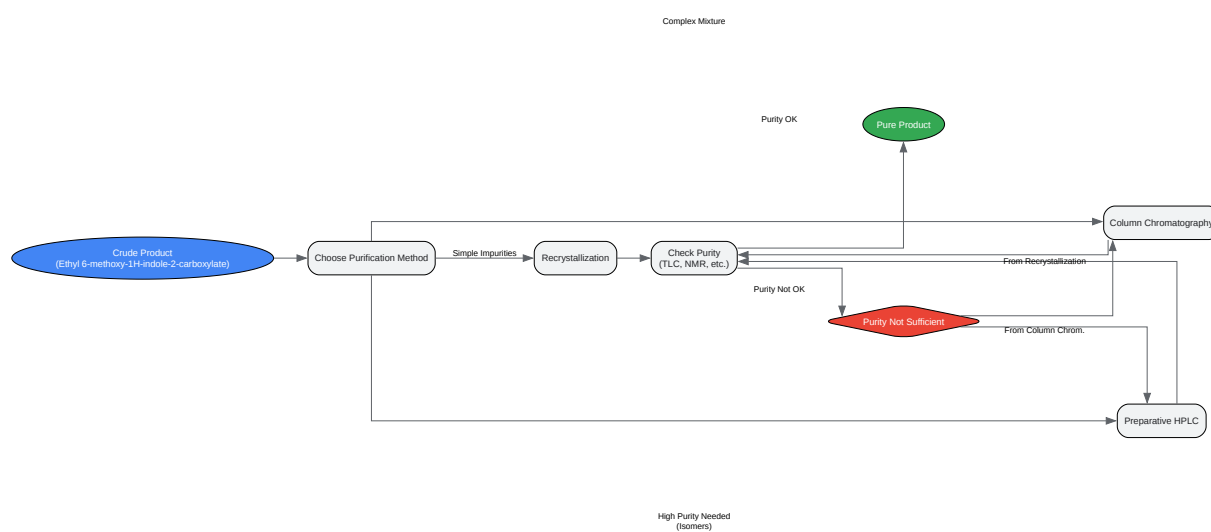 Complex Mixture
Purity OK
Pure Product
Column Chromatography
Crude Product
(Ethyl 6-methoxy-1H-indole-2-carboxylate)
Choose Purification Method
Simple Impurities
Recrystallization
Check Purity
(TLC, NMR, etc.)
From Recrystallization
Purity Not OK
Purity Not Sufficient
From Column Chrom.
Preparative HPLC
High Purity Needed
(Isomers)